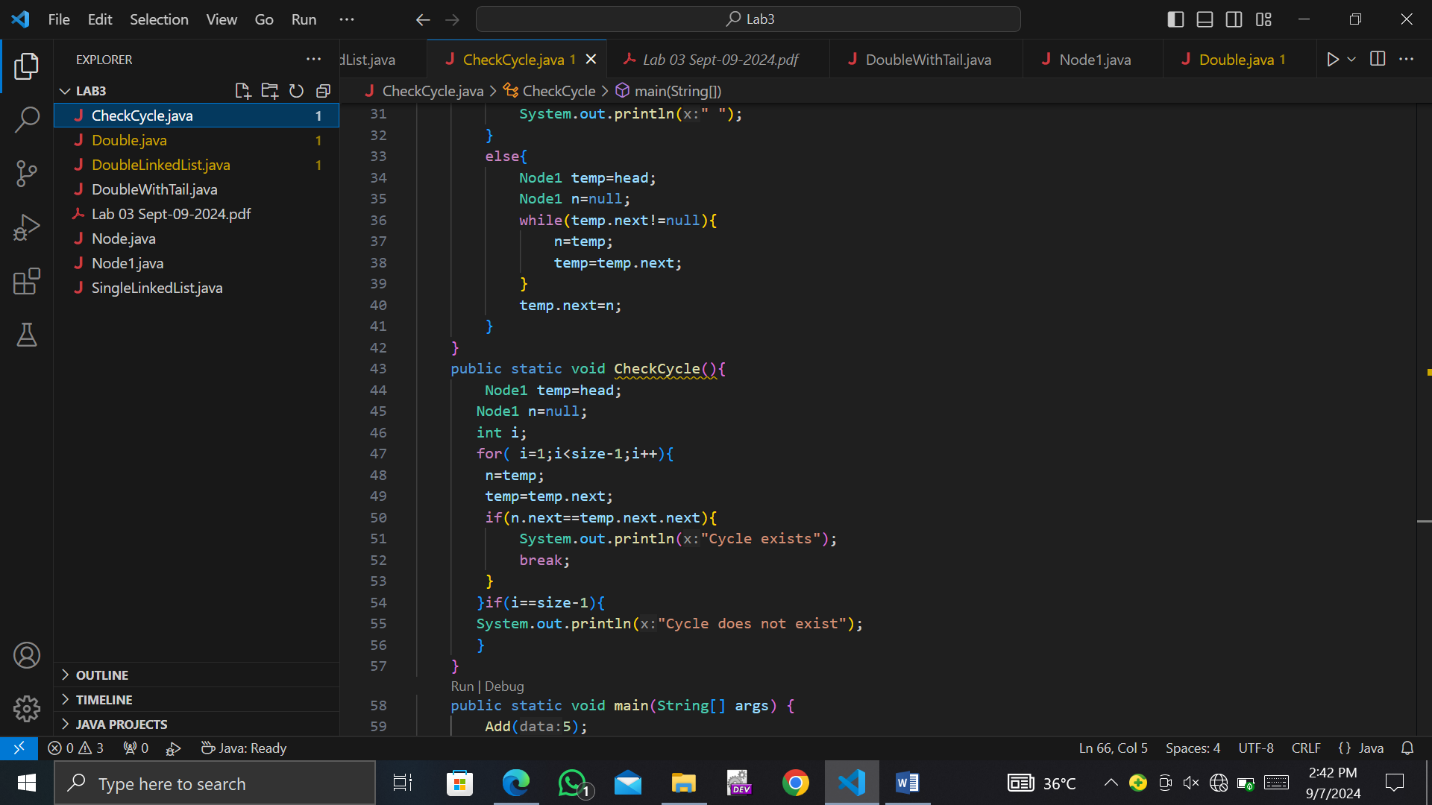 File Edit Selection View Go Run ··· Lab3
EXPLORER ···
dList.java CheckCycle.java 1 Lab 03 Sept-09-2024.pdf DoubleWithTail.java Node1.java Double.java 1 ···
LAB3
CheckCycle.java > CheckCycle > main(String[])
CheckCycle.java 1
Double.java 1
DoubleLinkedList.java 1
DoubleWithTail.java
Lab 03 Sept-09-2024.pdf
Node.java
Node1.java
SingleLinkedList.java
OUTLINE
TIMELINE
JAVA PROJECTS
31 System.out.println(x:" ");
32 }
33 else{
34 Node1 temp=head;
35 Node1 n=null;
36 while(temp.next!=null){
37 n=temp;
38 temp=temp.next;
39 }
40 temp.next=n;
41 }
42 }
43 public static void CheckCycle(){
44 Node1 temp=head;
45 Node1 n=null;
46 int i;
47 for( i=1;i<size-1;i++){
48 n=temp;
49 temp=temp.next;
50 if(n.next==temp.next.next){
51 System.out.println(x:"Cycle exists");
52 break;
53 }
54 }if(i==size-1){
55 System.out.println(x:"Cycle does not exist");
56 }
57 }
Run | Debug
58 public static void main(String[] args) {
59 Add(data:5);
0 3 0 Java: Ready Ln 66, Col 5 Spaces: 4 UTF-8 CRLF {} Java
Type here to search 1 DEV 36°C 2:42 PM
9/7/2024